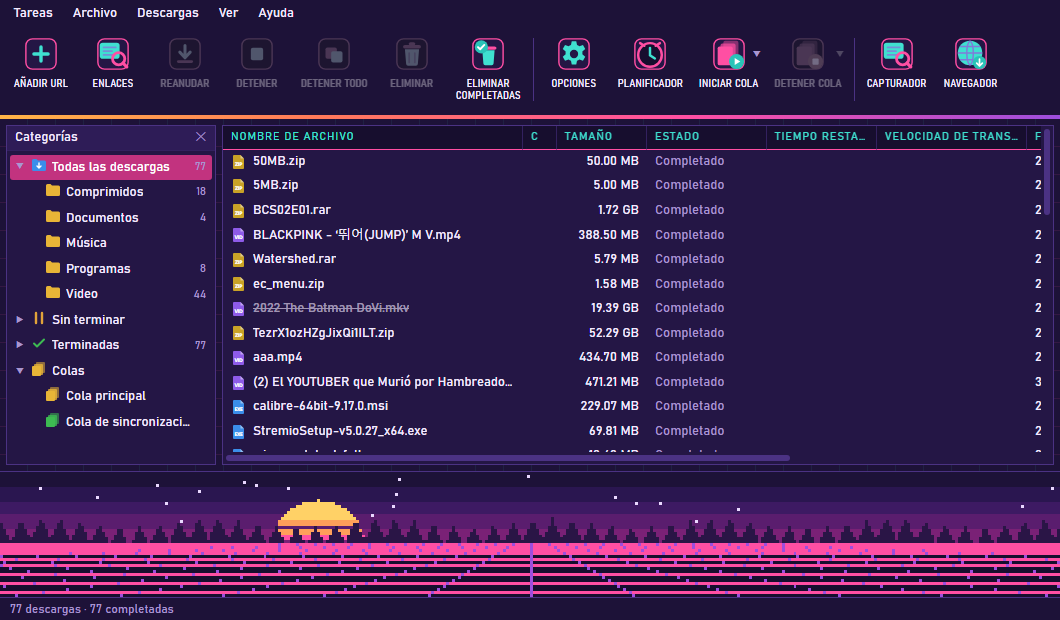 Tareas Archivo Descargas Ver Ayuda
AÑADIR URL ENLACES REANUDAR DETENER DETENER TODO ELIMINAR ELIMINAR COMPLETADAS OPCIONES PLANIFICADOR INICIAR COLA DETENER COLA CAPTURADOR NAVEGADOR
Categorías
Todas las descargas 77
Comprimidos 18
Documentos 4
Música
Programas 8
Video 44
Sin terminar
Terminadas 77
Colas
Cola principal
Cola de sincronizaci...
NOMBRE DE ARCHIVO C TAMAÑO ESTADO TIEMPO RESTA... VELOCIDAD DE TRANS... F
50MB.zip 50.00 MB Completado 2
5MB.zip 5.00 MB Completado 2
BCS02E01.rar 1.72 GB Completado 2
BLACKPINK - '뛰어(JUMP)' M V.mp4 388.50 MB Completado 2
Watershed.rar 5.79 MB Completado 2
ec_menu.zip 1.58 MB Completado 2
2022 The Batman DoVi.mkv 19.39 GB Completado 2
TezrX1ozHZgJixQi1ILT.zip 52.29 GB Completado 2
aaa.mp4 434.70 MB Completado 2
(2) El YOUTUBER que Murió por Hambreado... 471.21 MB Completado 3
calibre-64bit-9.17.0.msi 229.07 MB Completado 2
StremioSetup-v5.0.27_x64.exe 69.81 MB Completado 2
77 descargas · 77 completadas